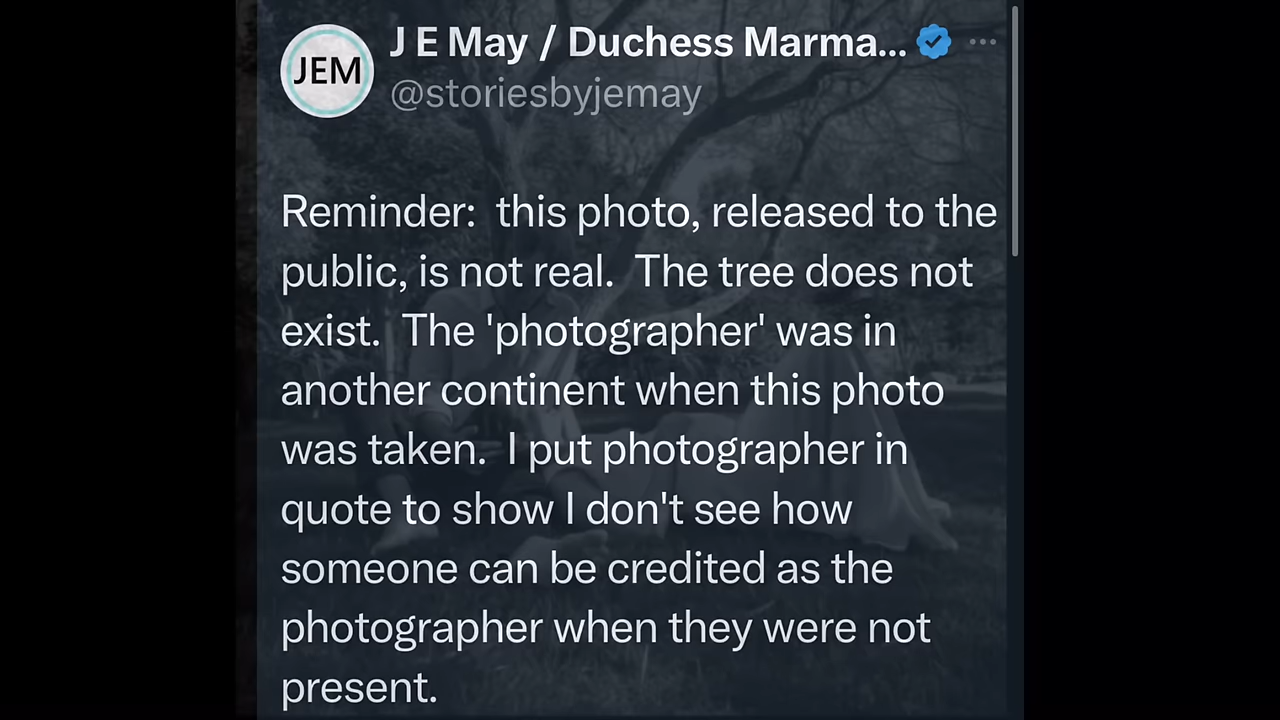 JEM
J E May / Duchess Marma...
@storiesbyjemay
Reminder:  this photo, released to the
public, is not real.  The tree does not
exist.  The 'photographer' was in
another continent when this photo
was taken.  I put photographer in
quote to show I don't see how
someone can be credited as the
photographer when they were not
present.